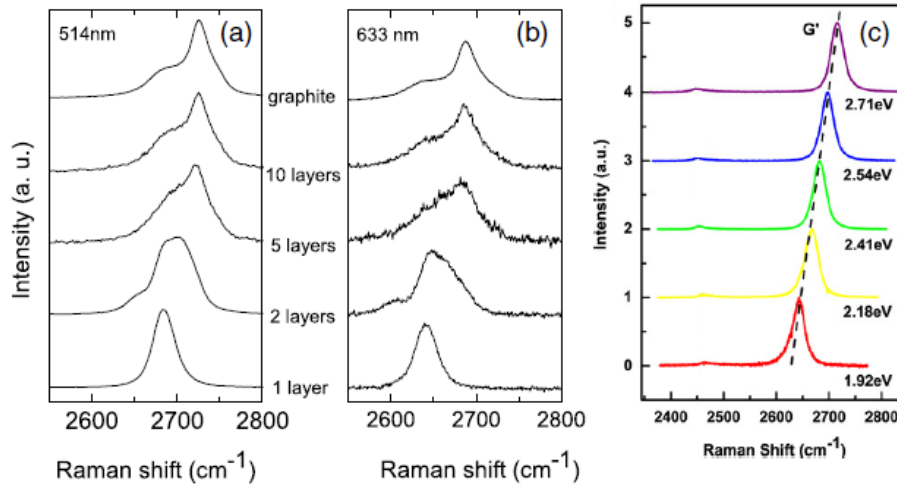 514nm
(a)
graphite
10 layers
5 layers
2 layers
1 layer
Intensity (a. u.)
2600 2700 2800
Raman shift (cm⁻¹)
633 nm
(b)
2600 2700 2800
Raman shift (cm⁻¹)
(c)
G'
5
4
3
2
1
0
2.71eV
2.54eV
2.41eV
2.18eV
1.92eV
Intensity (a.u.)
2400 2500 2600 2700 2800
Raman Shift (cm⁻¹)